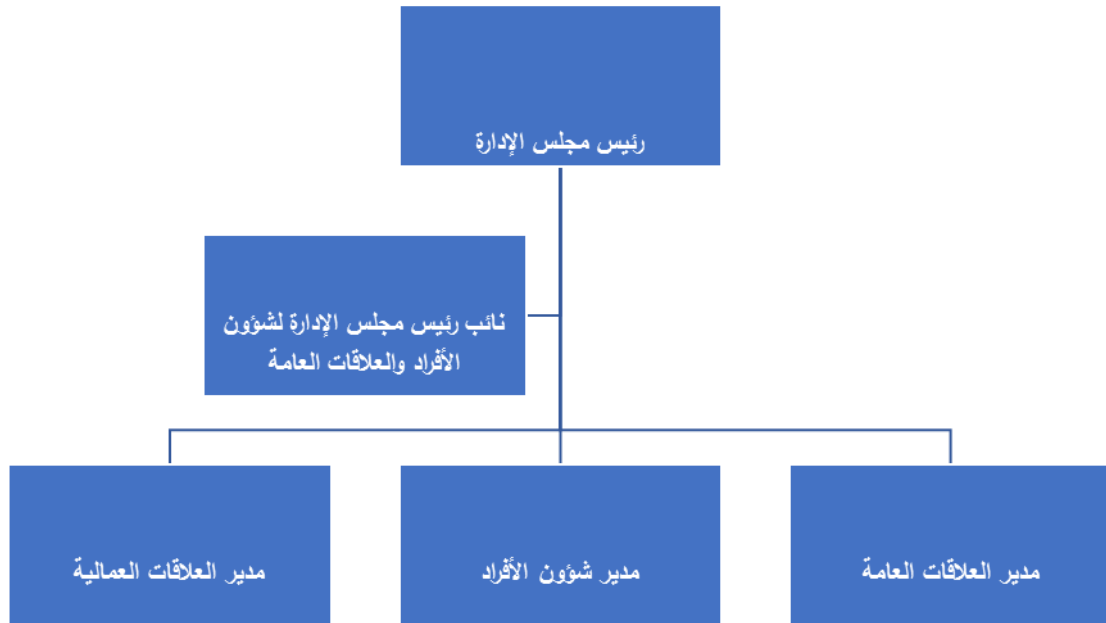 رئيس مجلس الإدارة
نائب رئيس مجلس الإدارة لشؤون
الأفراد والعلاقات العامة
مدير العلاقات العامة
مدير شؤون الأفراد
مدير العلاقات العمالية